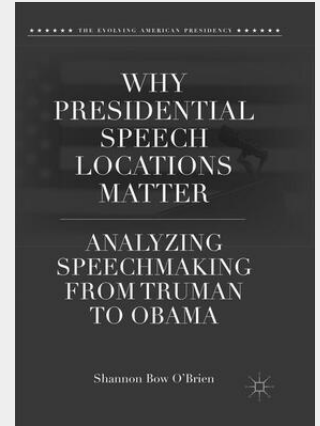 ★★★★★★ THE EVOLVING AMERICAN PRESIDENCY ★★★★★★
WHY
PRESIDENTIAL
SPEECH
LOCATIONS
MATTER
ANALYZING
SPEECHMAKING
FROM TRUMAN
TO OBAMA
Shannon Bow O'Brien